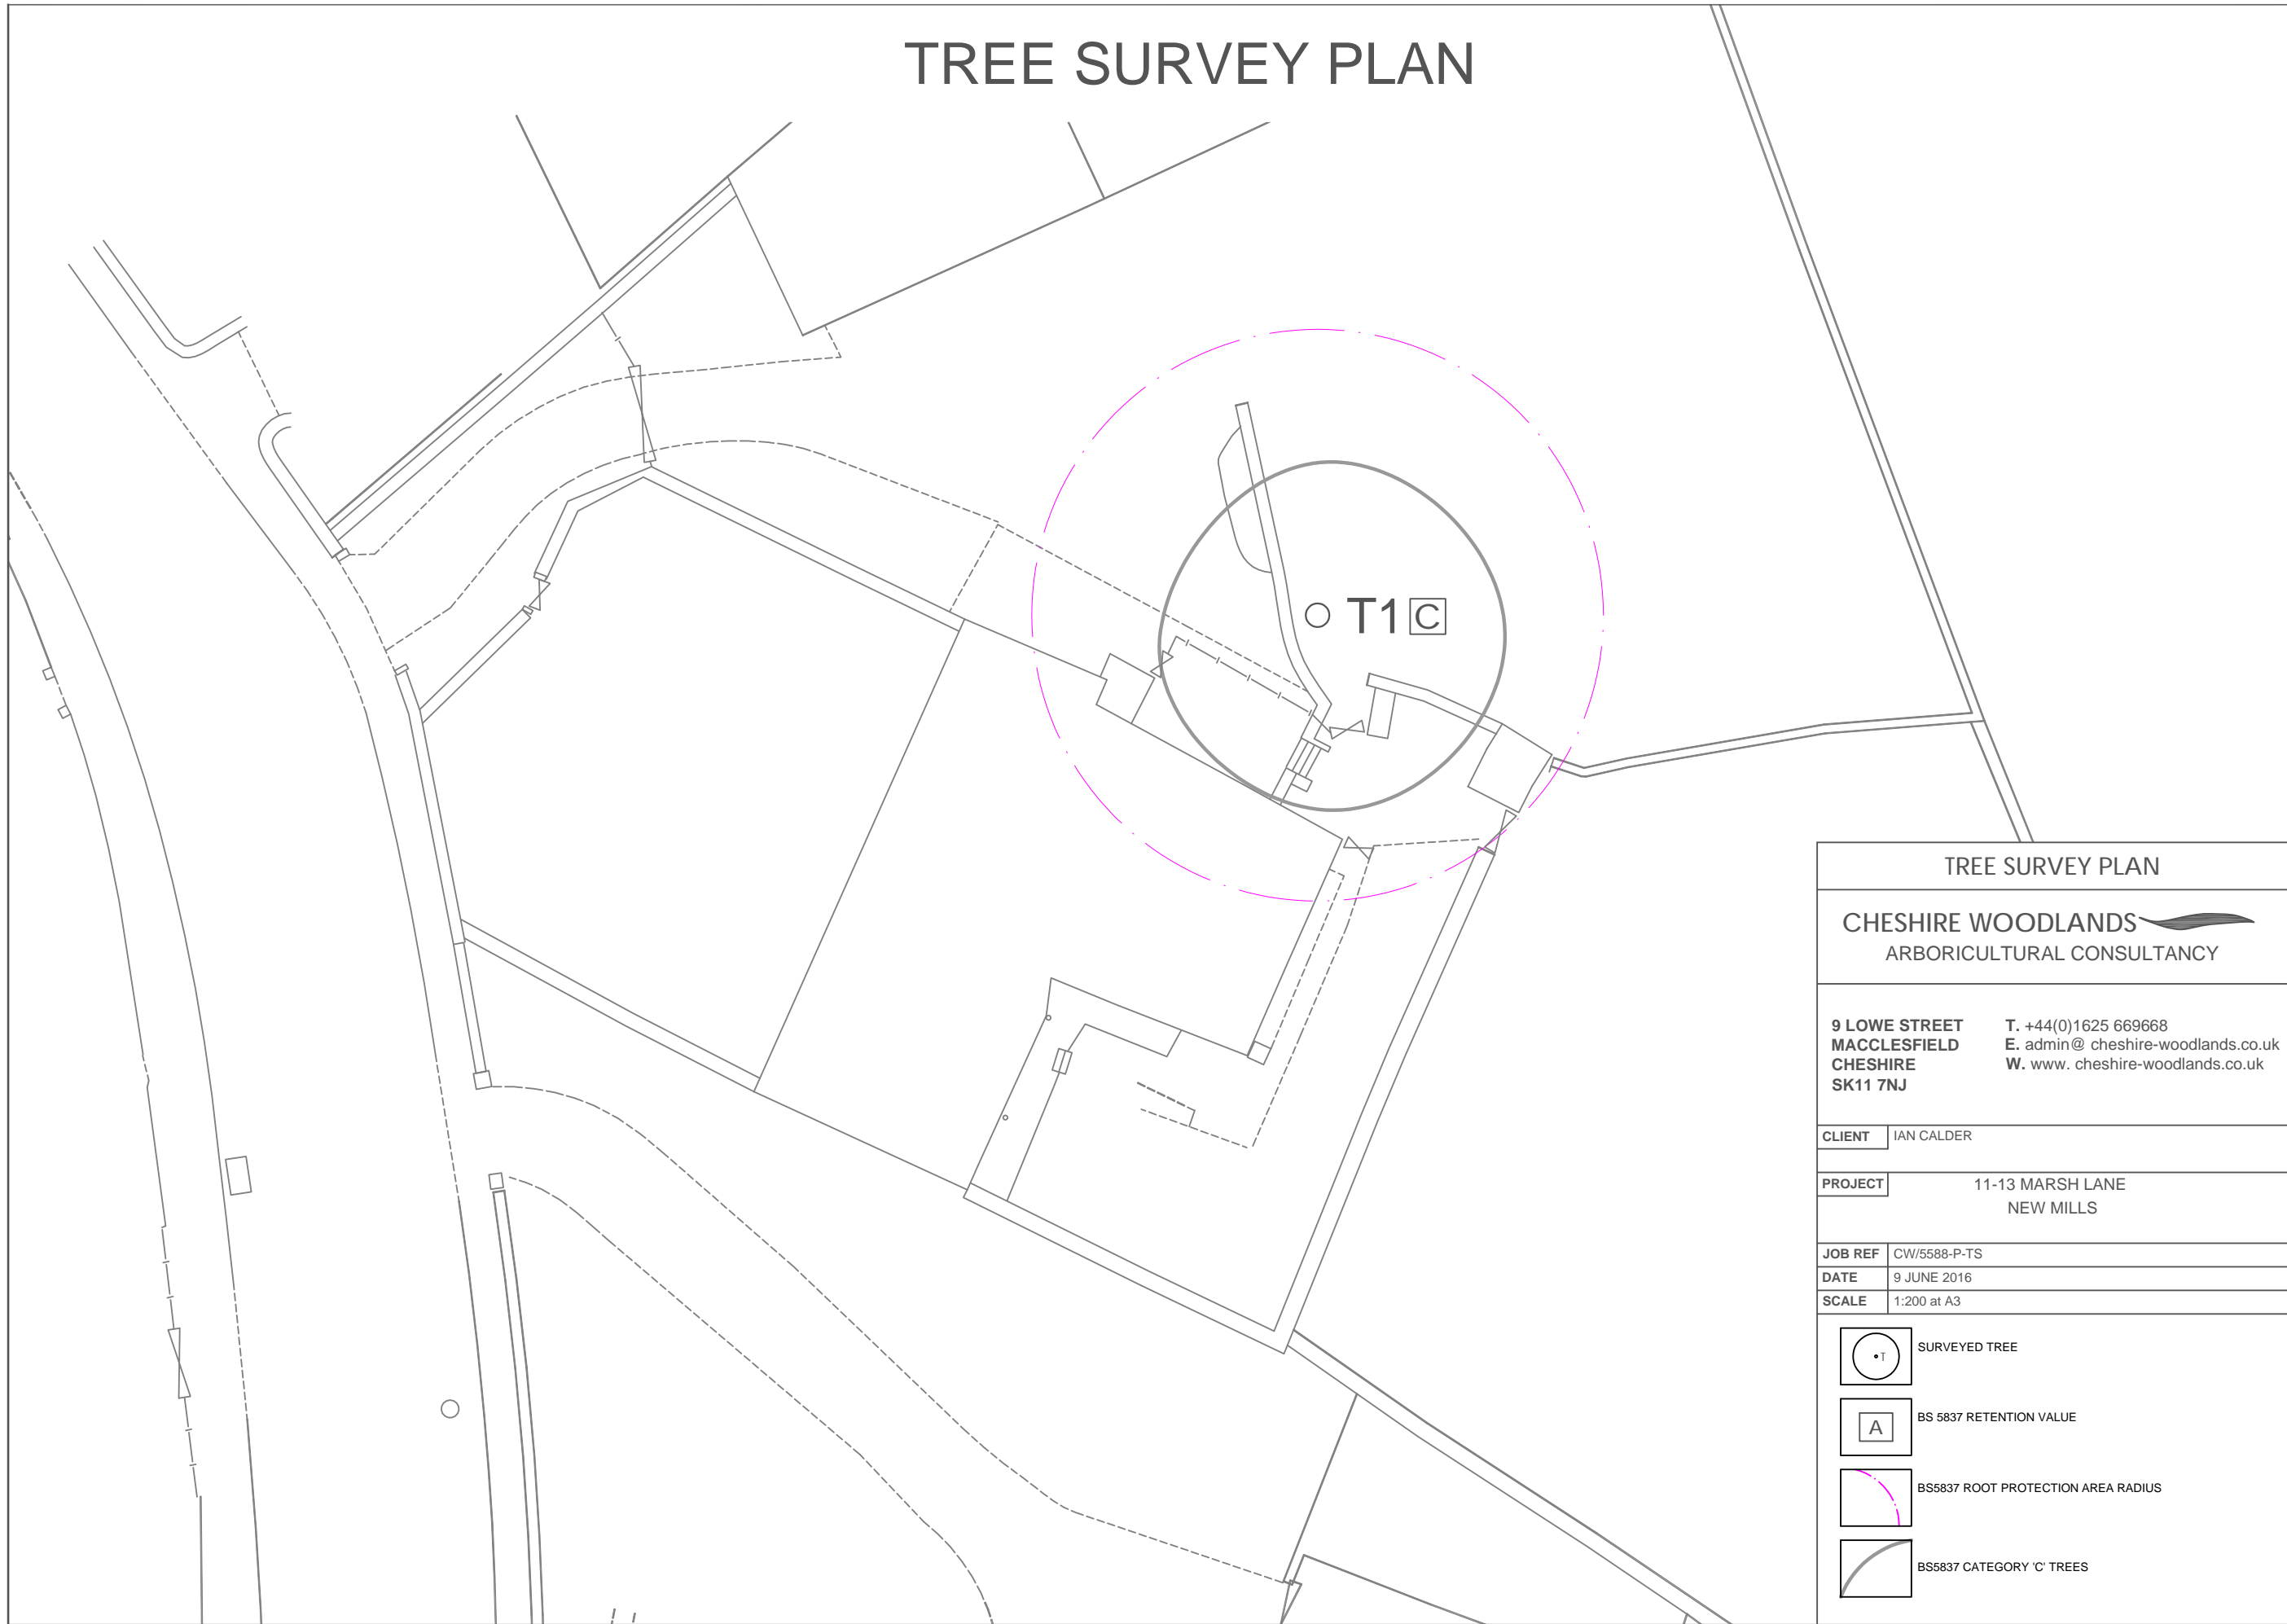 TREE SURVEY PLAN
T1 C
TREE SURVEY PLAN
CHESHIRE WOODLANDS
ARBORICULTURAL CONSULTANCY
9 LOWE STREET
MACCLESFIELD
CHESHIRE
SK11 7NJ
T. +44(0)1625 669668
E. admin@ cheshire-woodlands.co.uk
W. www. cheshire-woodlands.co.uk
CLIENT IAN CALDER
PROJECT 11-13 MARSH LANE
NEW MILLS
JOB REF CW/5588-P-TS
DATE 9 JUNE 2016
SCALE 1:200 at A3
T SURVEYED TREE
A BS 5837 RETENTION VALUE
BS5837 ROOT PROTECTION AREA RADIUS
BS5837 CATEGORY 'C' TREES